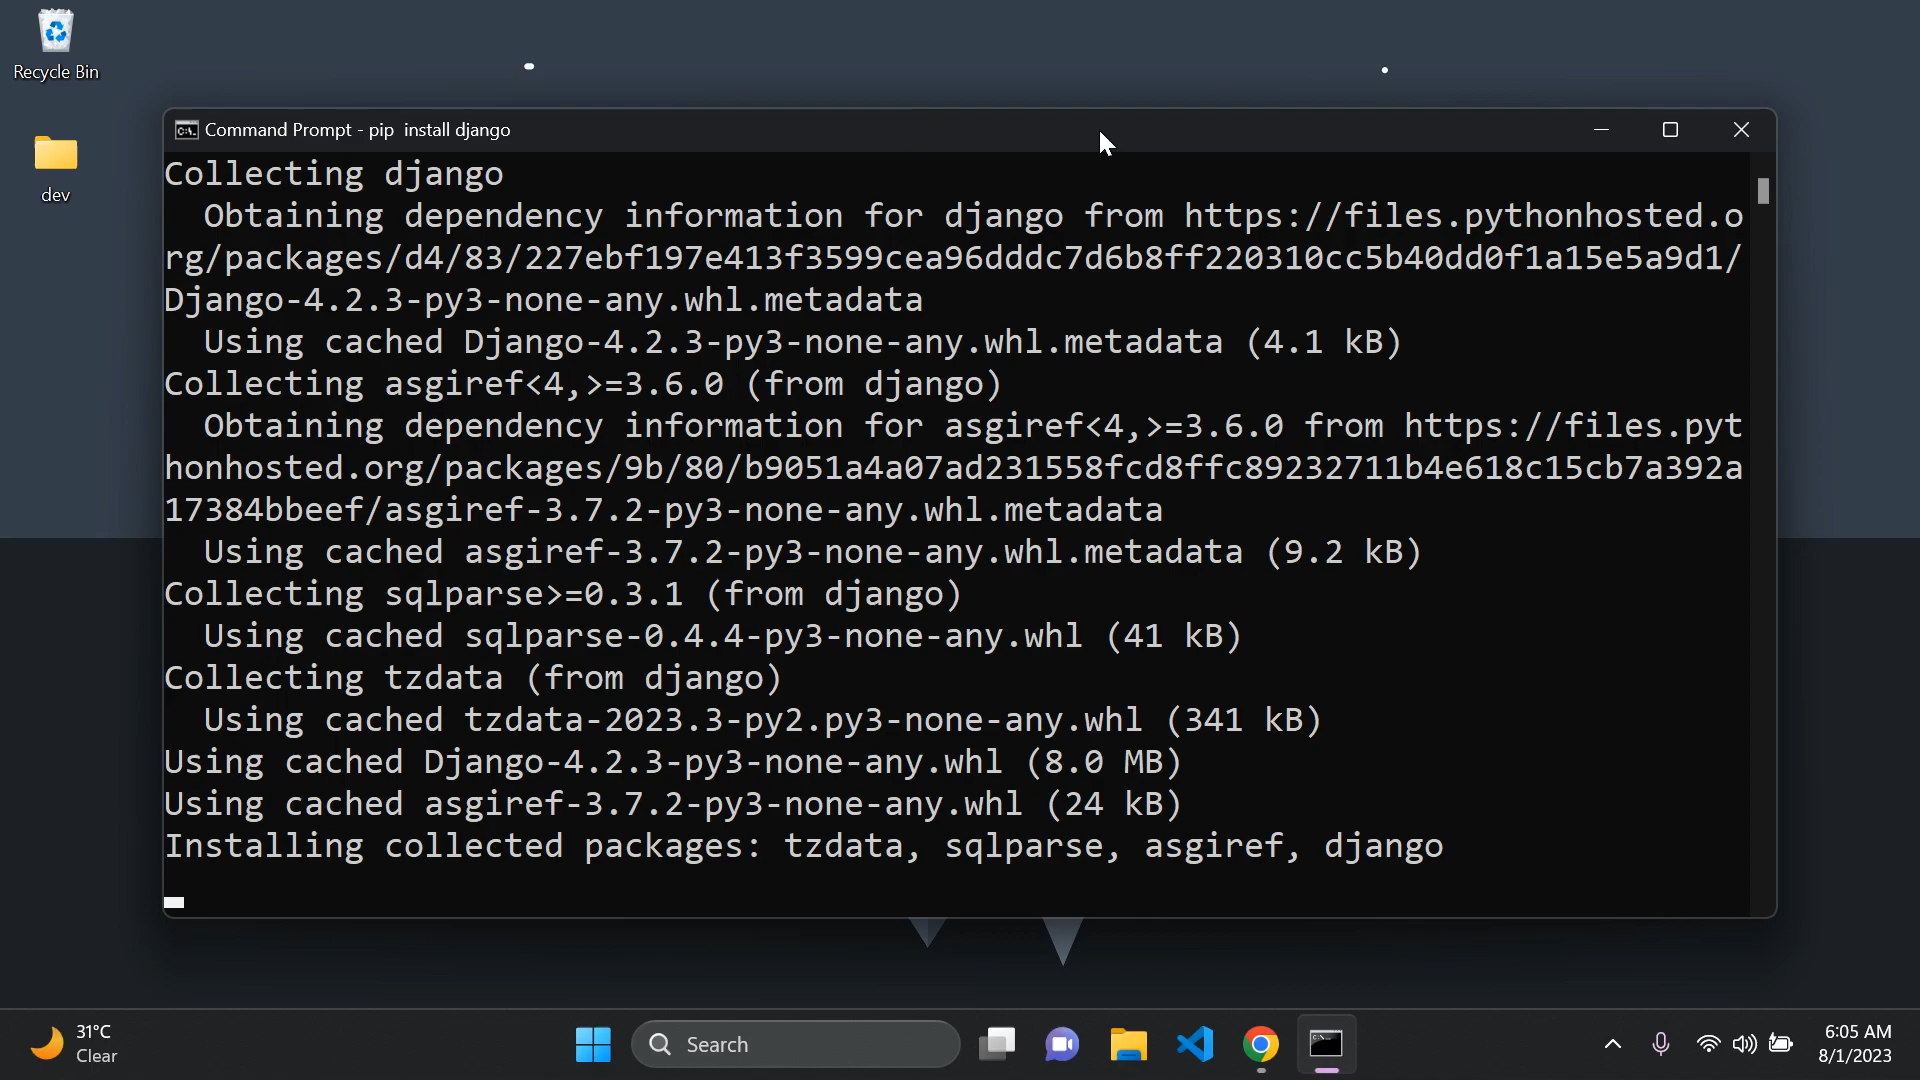 Recycle Bin
dev
Command Prompt - pip  install django
Collecting django
  Obtaining dependency information for django from https://files.pythonhosted.o
rg/packages/d4/83/227ebf197e413f3599cea96dddc7d6b8ff220310cc5b40dd0f1a15e5a9d1/
Django-4.2.3-py3-none-any.whl.metadata
  Using cached Django-4.2.3-py3-none-any.whl.metadata (4.1 kB)
Collecting asgiref<4,>=3.6.0 (from django)
  Obtaining dependency information for asgiref<4,>=3.6.0 from https://files.pyt
honhosted.org/packages/9b/80/b9051a4a07ad231558fcd8ffc89232711b4e618c15cb7a392a
17384bbeef/asgiref-3.7.2-py3-none-any.whl.metadata
  Using cached asgiref-3.7.2-py3-none-any.whl.metadata (9.2 kB)
Collecting sqlparse>=0.3.1 (from django)
  Using cached sqlparse-0.4.4-py3-none-any.whl (41 kB)
Collecting tzdata (from django)
  Using cached tzdata-2023.3-py2.py3-none-any.whl (341 kB)
Using cached Django-4.2.3-py3-none-any.whl (8.0 MB)
Using cached asgiref-3.7.2-py3-none-any.whl (24 kB)
Installing collected packages: tzdata, sqlparse, asgiref, django
31°C
Clear
Search
6:05 AM
8/1/2023